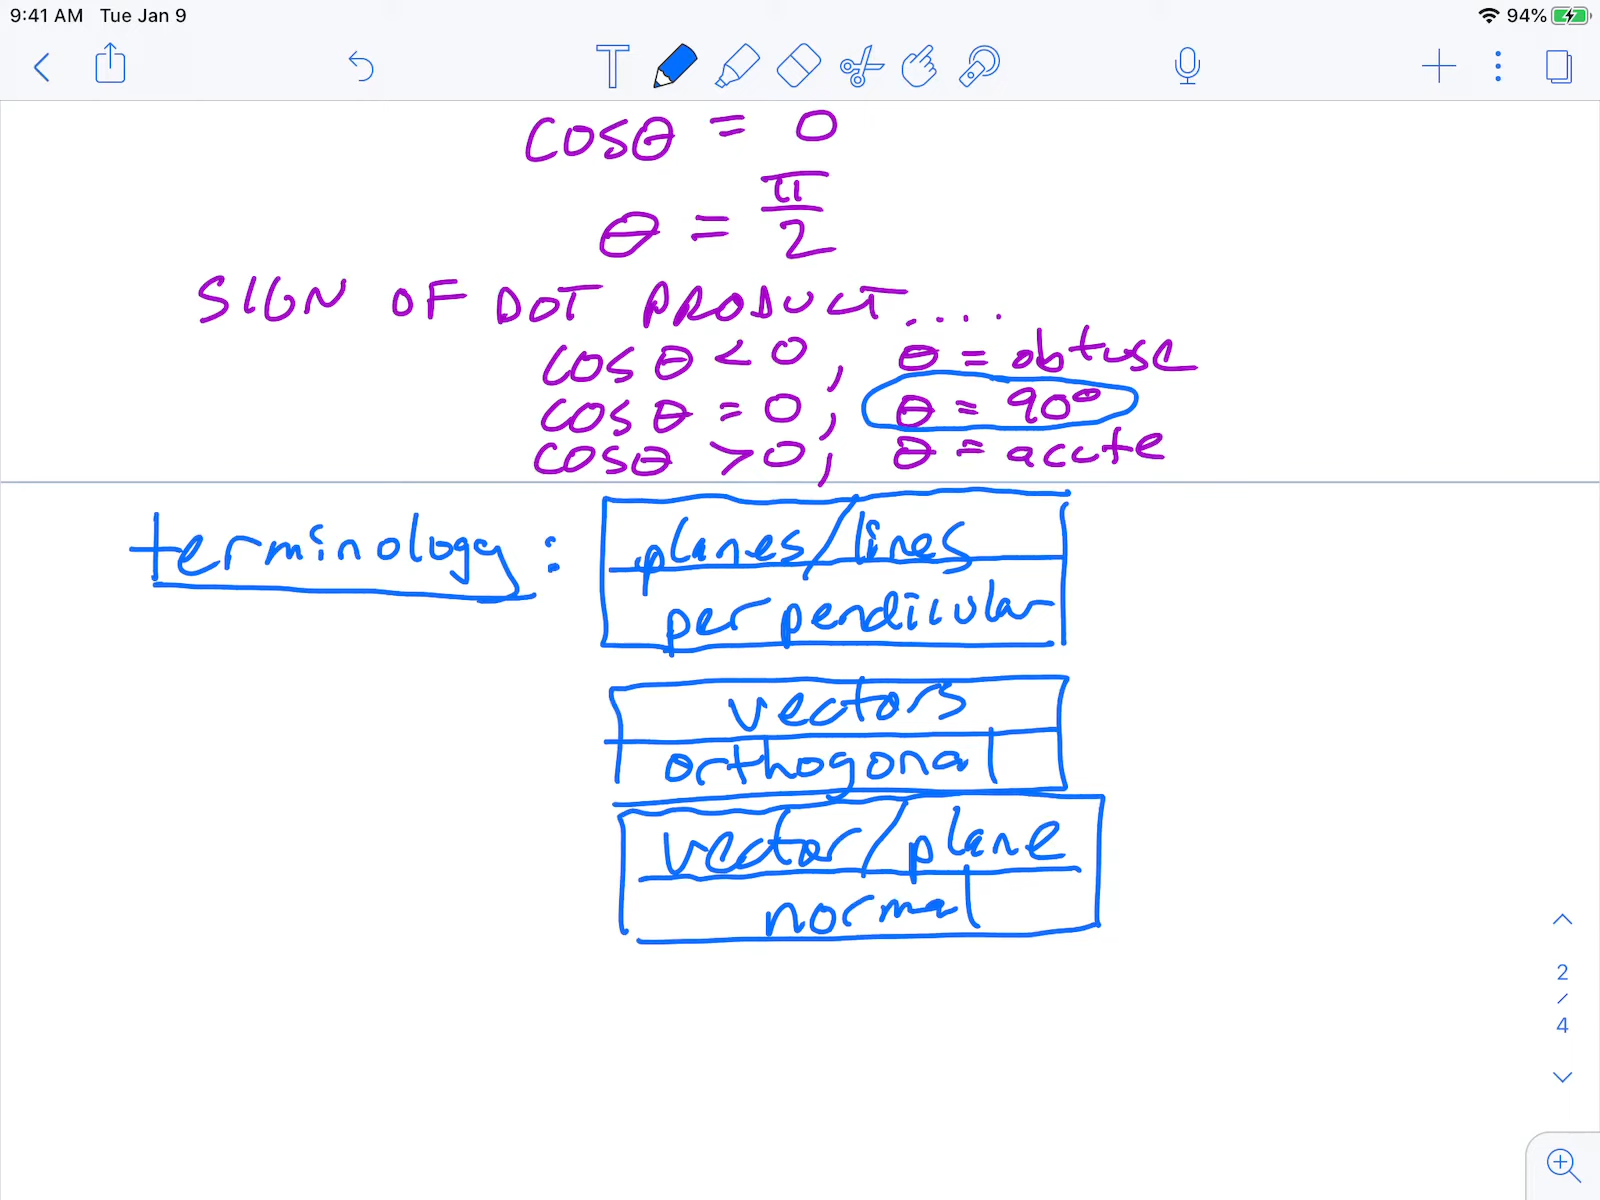 9:41 AM Tue Jan 9 94%
T
cosθ = 0
θ = π/2
SIGN OF DOT PRODUCT....
cos θ < 0, θ = obtuse
cos θ = 0, θ = 90°
cosθ > 0, θ = acute
terminology: planes/lines
perpendicular
vectors
orthogonal
vector/plane
normal
2
/
4